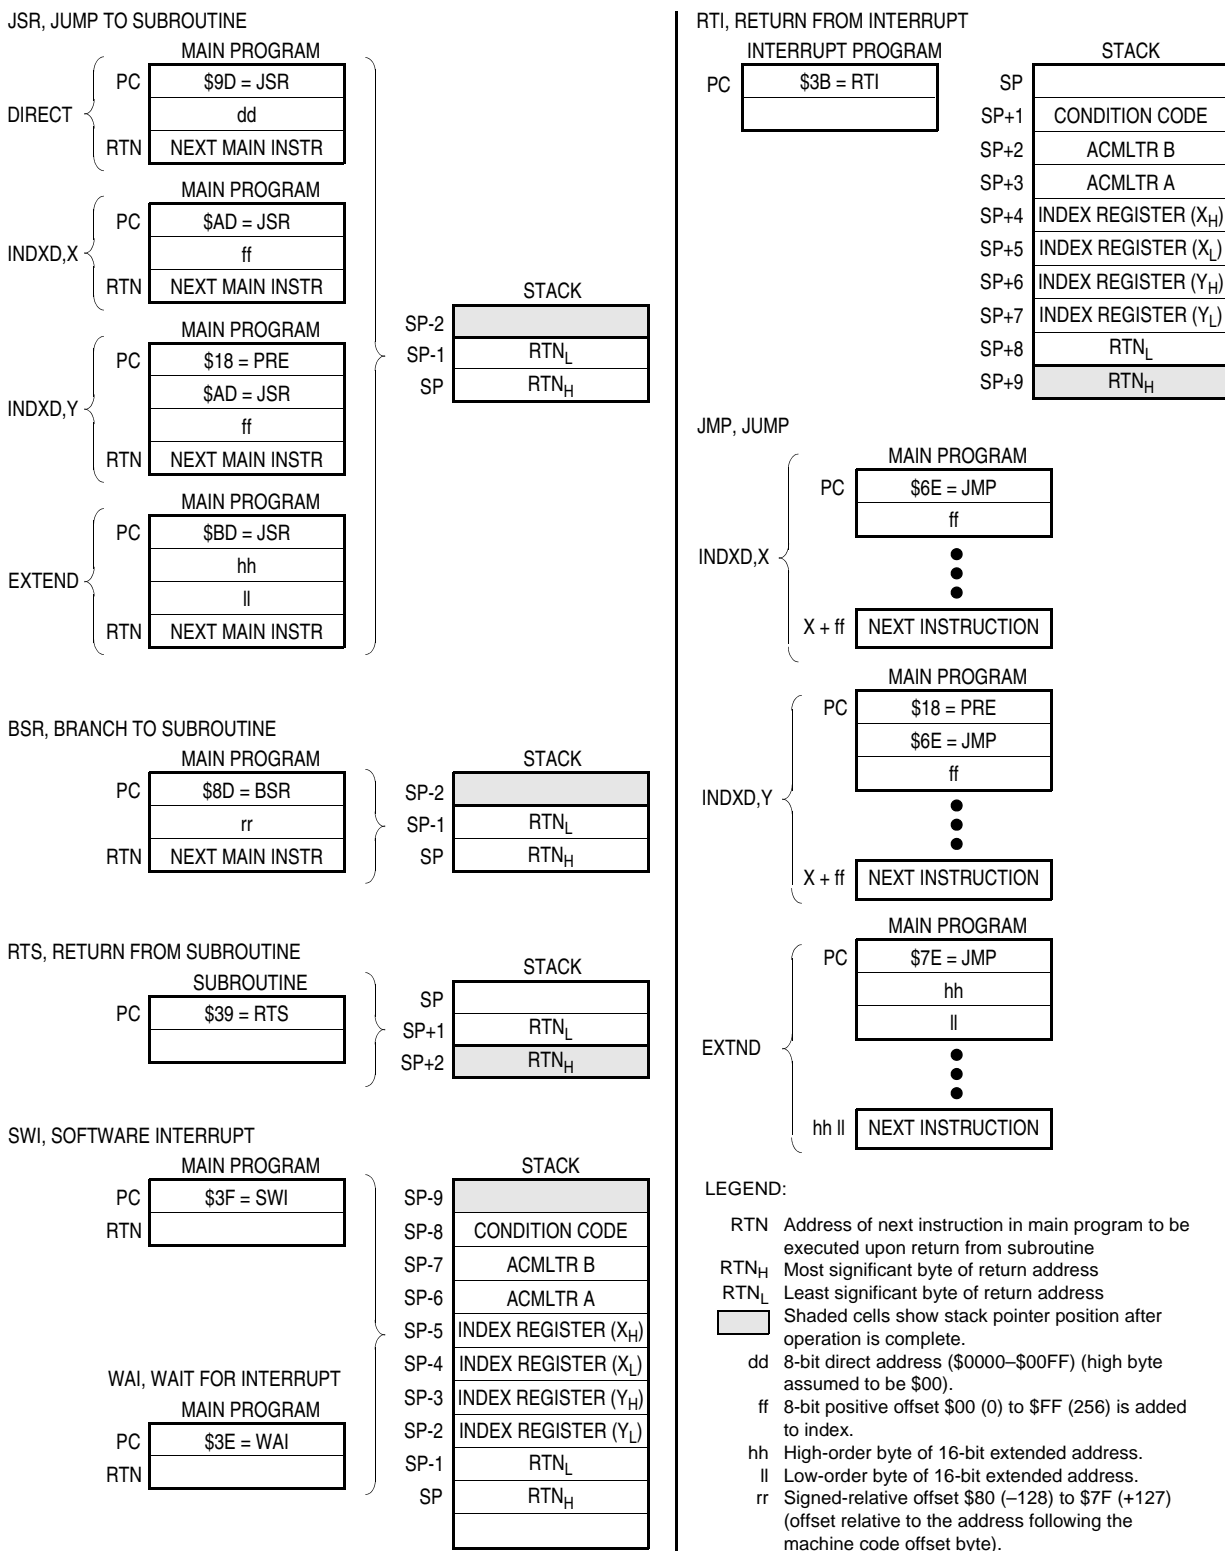 JSR, JUMP TO SUBROUTINE
MAIN PROGRAM
DIRECT
PC $9D = JSR
dd
RTN NEXT MAIN INSTR
MAIN PROGRAM
INDXD,X
PC $AD = JSR
ff
RTN NEXT MAIN INSTR
MAIN PROGRAM
INDXD,Y
PC $18 = PRE
$AD = JSR
ff
RTN NEXT MAIN INSTR
MAIN PROGRAM
EXTEND
PC $BD = JSR
hh
ll
RTN NEXT MAIN INSTR
STACK
SP-2
SP-1 RTNL
SP RTNH
BSR, BRANCH TO SUBROUTINE
MAIN PROGRAM
PC $8D = BSR
rr
RTN NEXT MAIN INSTR
STACK
SP-2
SP-1 RTNL
SP RTNH
RTS, RETURN FROM SUBROUTINE
SUBROUTINE
PC $39 = RTS
STACK
SP
SP+1 RTNL
SP+2 RTNH
SWI, SOFTWARE INTERRUPT
MAIN PROGRAM
PC $3F = SWI
RTN
WAI, WAIT FOR INTERRUPT
MAIN PROGRAM
PC $3E = WAI
RTN
STACK
SP-9
SP-8 CONDITION CODE
SP-7 ACMLTR B
SP-6 ACMLTR A
SP-5 INDEX REGISTER (XH)
SP-4 INDEX REGISTER (XL)
SP-3 INDEX REGISTER (YH)
SP-2 INDEX REGISTER (YL)
SP-1 RTNL
SP RTNH
RTI, RETURN FROM INTERRUPT
INTERRUPT PROGRAM
PC $3B = RTI
STACK
SP
SP+1 CONDITION CODE
SP+2 ACMLTR B
SP+3 ACMLTR A
SP+4 INDEX REGISTER (XH)
SP+5 INDEX REGISTER (XL)
SP+6 INDEX REGISTER (YH)
SP+7 INDEX REGISTER (YL)
SP+8 RTNL
SP+9 RTNH
JMP, JUMP
MAIN PROGRAM
INDXD,X
PC $6E = JMP
ff
X + ff NEXT INSTRUCTION
MAIN PROGRAM
INDXD,Y
PC $18 = PRE
$6E = JMP
ff
X + ff NEXT INSTRUCTION
MAIN PROGRAM
EXTND
PC $7E = JMP
hh
ll
hh ll NEXT INSTRUCTION
LEGEND:
RTN Address of next instruction in main program to be
executed upon return from subroutine
RTNH Most significant byte of return address
RTNL Least significant byte of return address
Shaded cells show stack pointer position after
operation is complete.
dd 8-bit direct address ($0000–$00FF) (high byte
assumed to be $00).
ff 8-bit positive offset $00 (0) to $FF (256) is added
to index.
hh High-order byte of 16-bit extended address.
ll Low-order byte of 16-bit extended address.
rr Signed-relative offset $80 (–128) to $7F (+127)
(offset relative to the address following the
machine code offset byte).